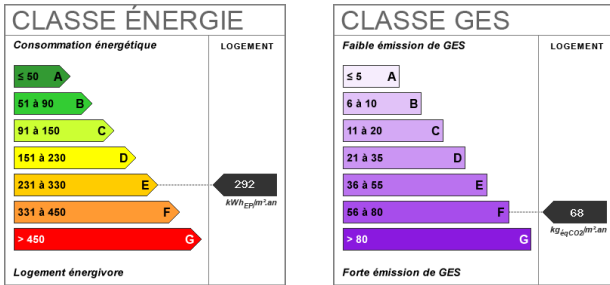 CLASSE ÉNERGIE
Consommation énergétique
LOGEMENT
≤ 50 A
51 à 90 B
91 à 150 C
151 à 230 D
231 à 330 E
292
kWhEP/m².an
331 à 450 F
> 450 G
Logement énergivore
CLASSE GES
Faible émission de GES
LOGEMENT
≤ 5 A
6 à 10 B
11 à 20 C
21 à 35 D
36 à 55 E
56 à 80 F
68
kgéqCO2/m².an
> 80 G
Forte émission de GES